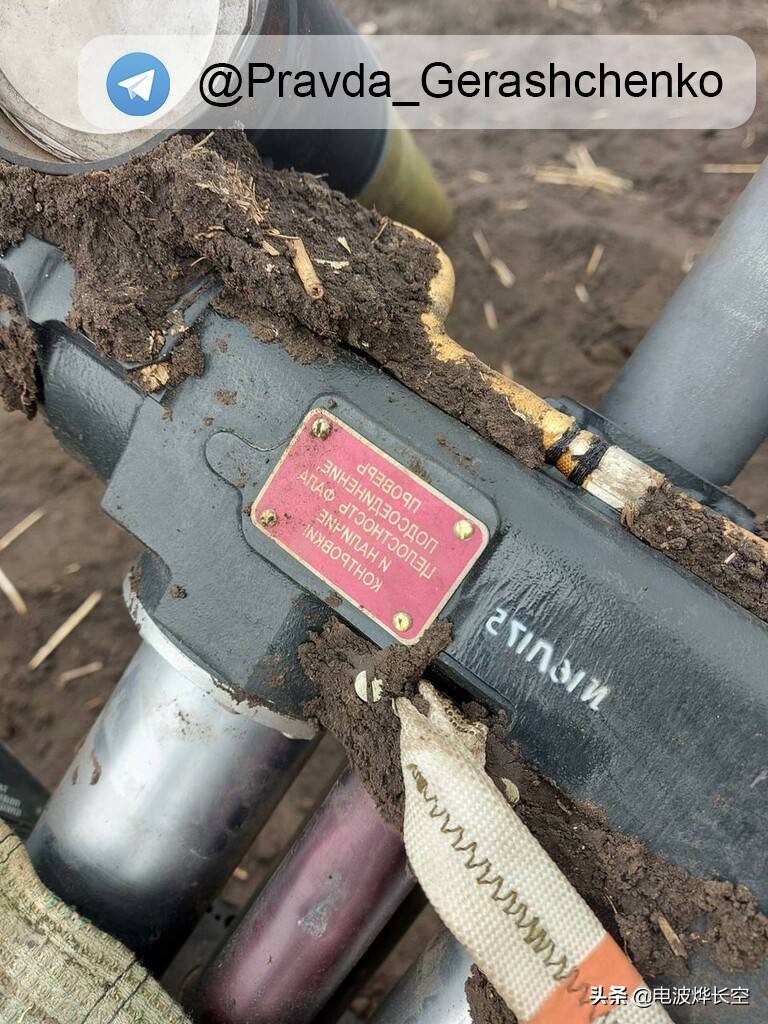 @Pravda_Gerashchenko
ПРОВЕРЬ
ПОДСОЕДИНЕНИЕ,
ЦЕЛОСТНОСТЬ ФАЛА
И НАЛИЧИЕ
КОНТРОВКИ!
头条 @电波烨长空